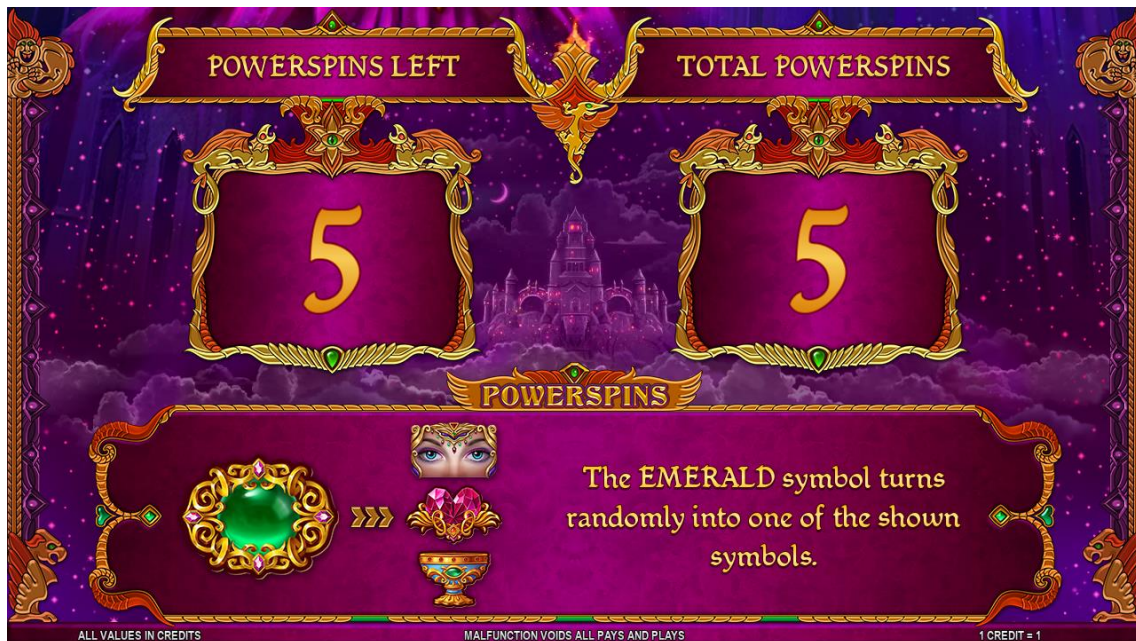 POWERSPINS LEFT
TOTAL POWERSPINS
5
5
POWERSPINS
The EMERALD symbol turns
randomly into one of the shown
symbols.
ALL VALUES IN CREDITS
MALFUNCTION VOIDS ALL PAYS AND PLAYS
1 CREDIT = 1